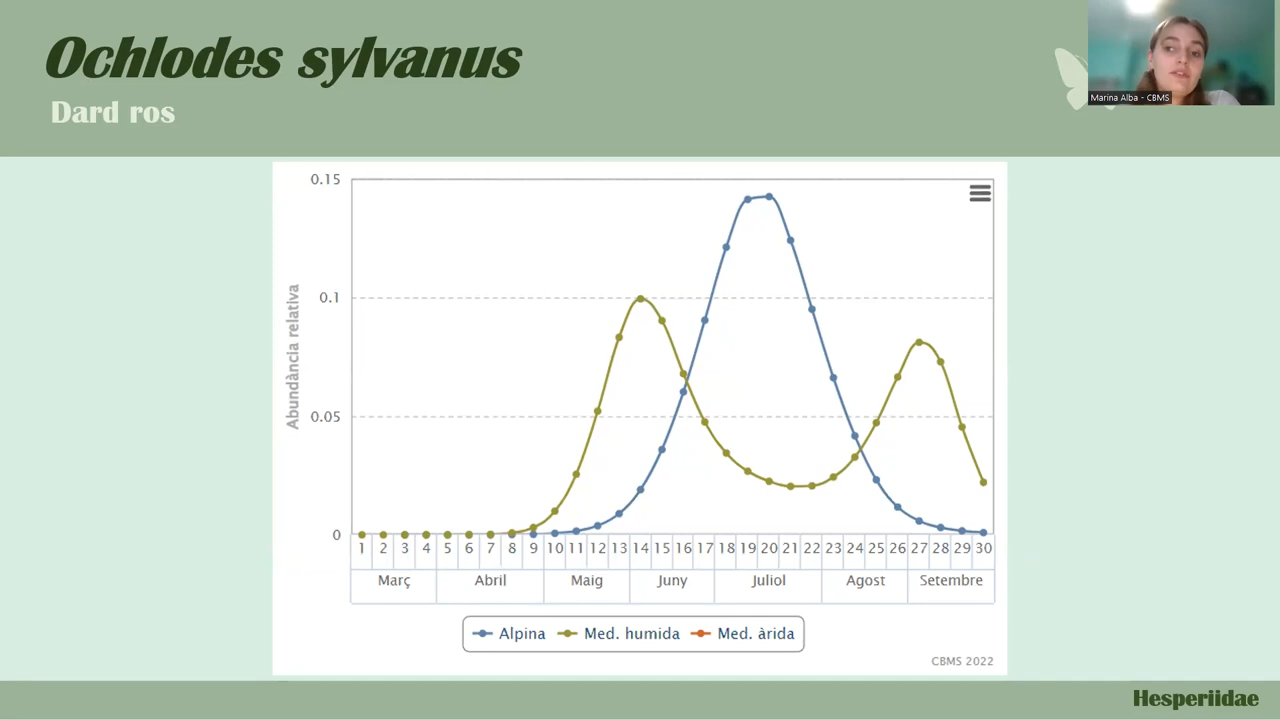 Ochlodes sylvanus
Dard ros
Marina Alba - CBMS
0.15
0.1
0.05
0
Abundància relativa
1 2 3 4 5 6 7 8 9 10 11 12 13 14 15 16 17 18 19 20 21 22 23 24 25 26 27 28 29 30
Març Abril Maig Juny Juliol Agost Setembre
Alpina Med. humida Med. àrida
CBMS 2022
Hesperiidae